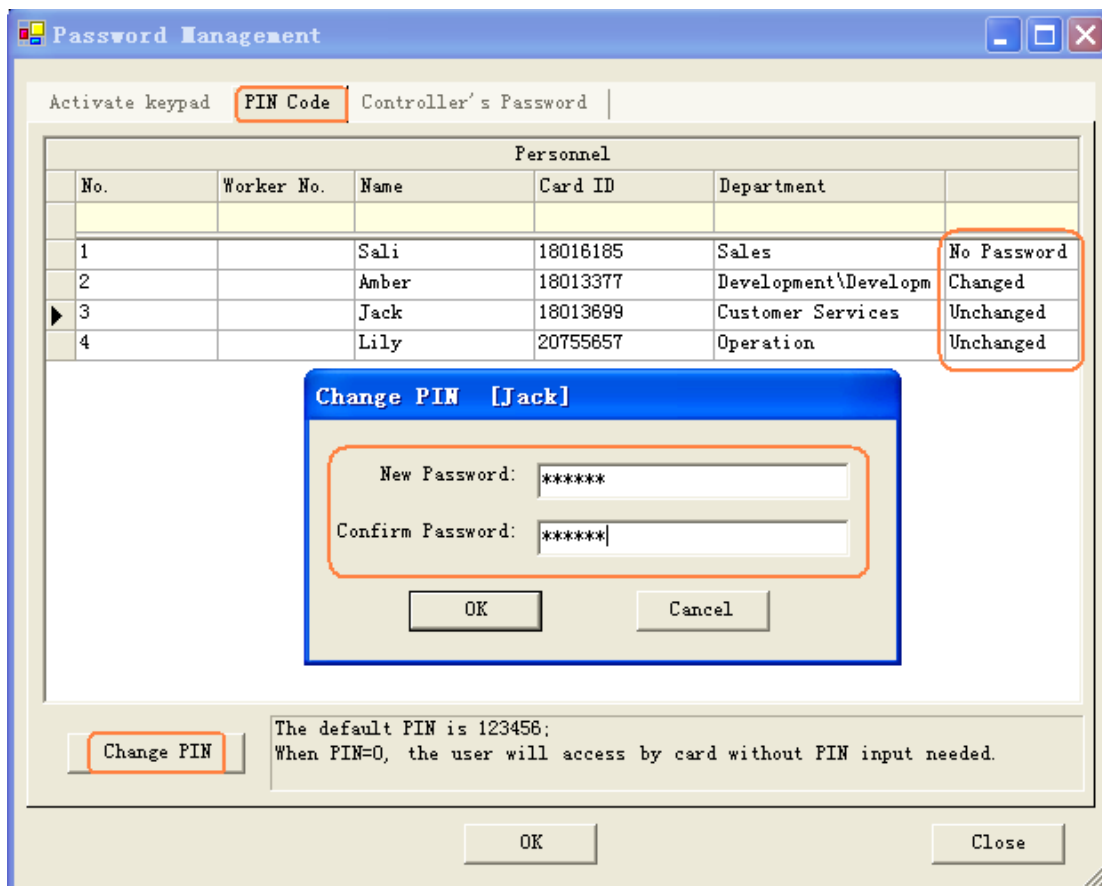 Password Management
Activate keypad PIN Code Controller's Password
Personnel
No. Worker No. Name Card ID Department
1 Sali 18016185 Sales No Password
2 Amber 18013377 Development\Developm Changed
3 Jack 18013699 Customer Services Unchanged
4 Lily 20755657 Operation Unchanged
Change PIN [Jack]
New Password: ******
Confirm Password: ******
OK Cancel
Change PIN
The default PIN is 123456;
When PIN=0, the user will access by card without PIN input needed.
OK Close